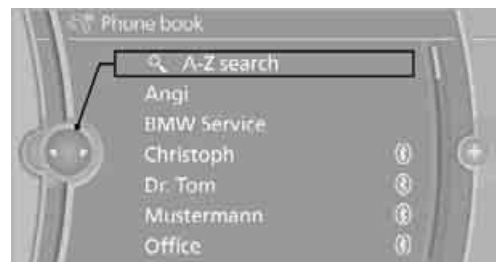 Phone book
A-Z search
Angi
BMW Service
Christoph
Dr. Tom
Mustermann
Office